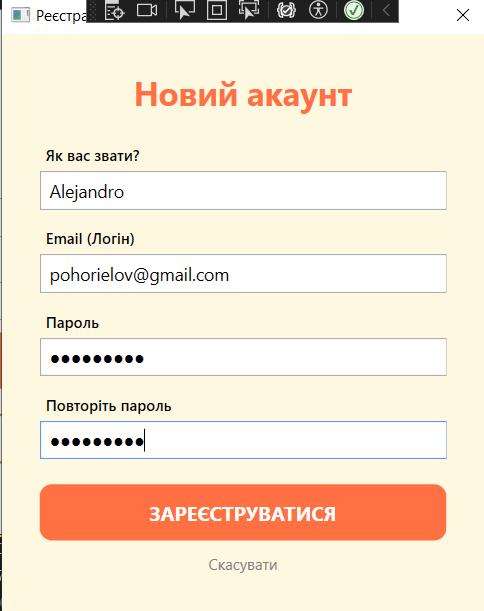 Реєстра
Новий акаунт
Як вас звати?
Alejandro
Email (Логін)
pohorielov@gmail.com
Пароль
●●●●●●●●●
Повторіть пароль
●●●●●●●●●
ЗАРЕЄСТРУВАТИСЯ
Скасувати